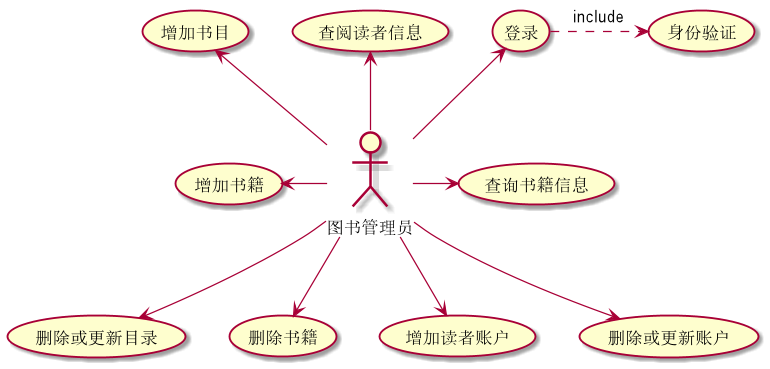 include
增加书目
查阅读者信息
登录
身份验证
增加书籍
查询书籍信息
图书管理员
删除或更新目录
删除书籍
增加读者账户
删除或更新账户